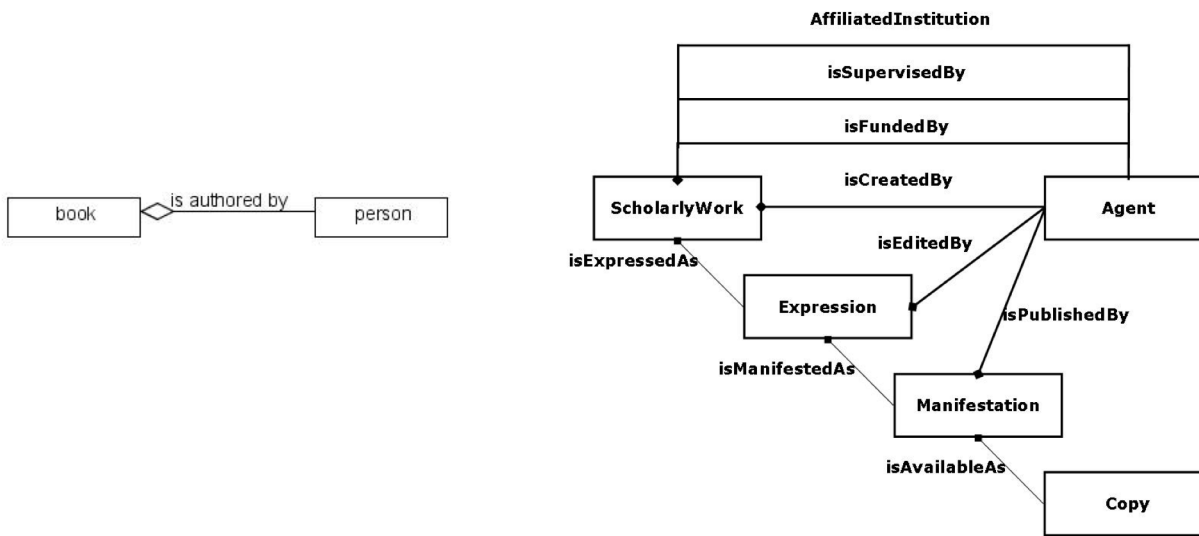 book
is authored by
person
AffiliatedInstitution
isSupervisedBy
isFundedBy
ScholarlyWork
isCreatedBy
Agent
isEditedBy
isExpressedAs
Expression
isPublishedBy
isManifestedAs
Manifestation
isAvailableAs
Copy